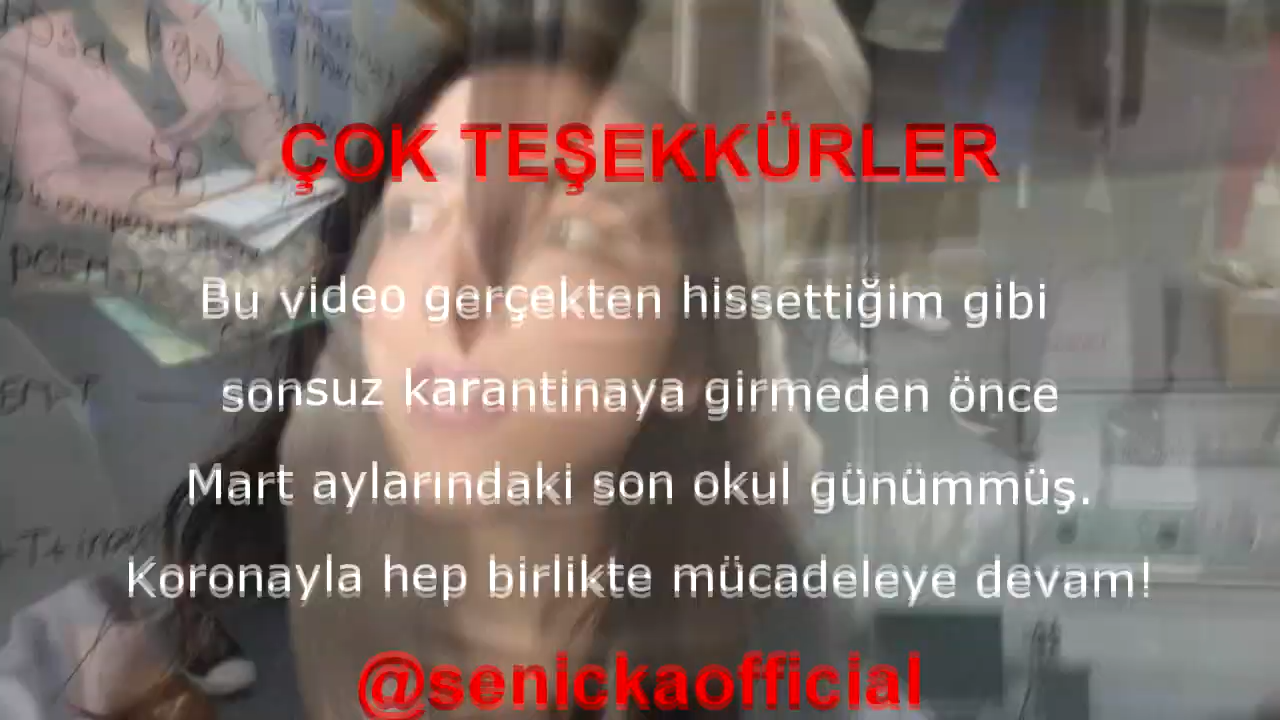 ÇOK TEŞEKKÜRLER
Bu video gerçekten hissettiğim gibi
sonsuz karantinaya girmeden önce
Mart aylarındaki son okul günümmüş.
Koronayla hep birlikte mücadeleye devam!
@senickaofficial